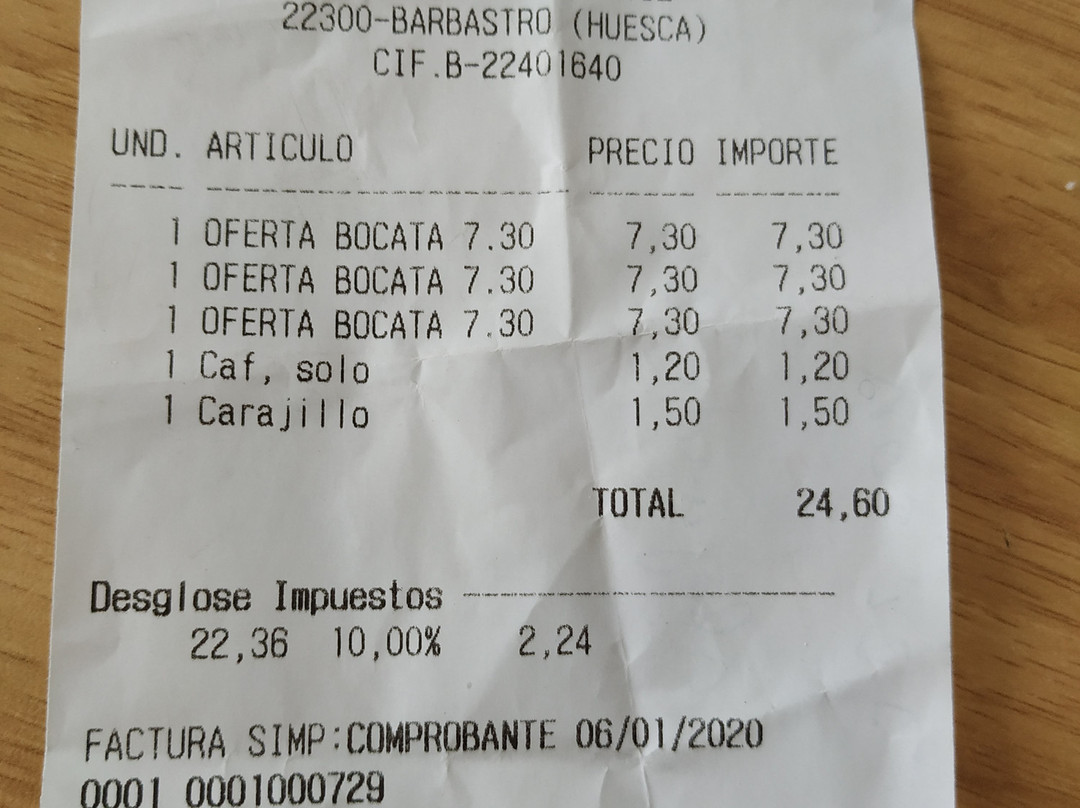 22300-BARBASTRO (HUESCA)
CIF.B-22401640
UND. ARTICULO PRECIO IMPORTE
1 OFERTA BOCATA 7.30 7,30 7,30
1 OFERTA BOCATA 7.30 7,30 7,30
1 OFERTA BOCATA 7.30 7,30 7,30
1 Caf, solo 1,20 1,20
1 Carajillo 1,50 1,50
TOTAL 24,60
Desglose Impuestos
22,36 10,00% 2,24
FACTURA SIMP:COMPROBANTE 06/01/2020
0001 0001000729